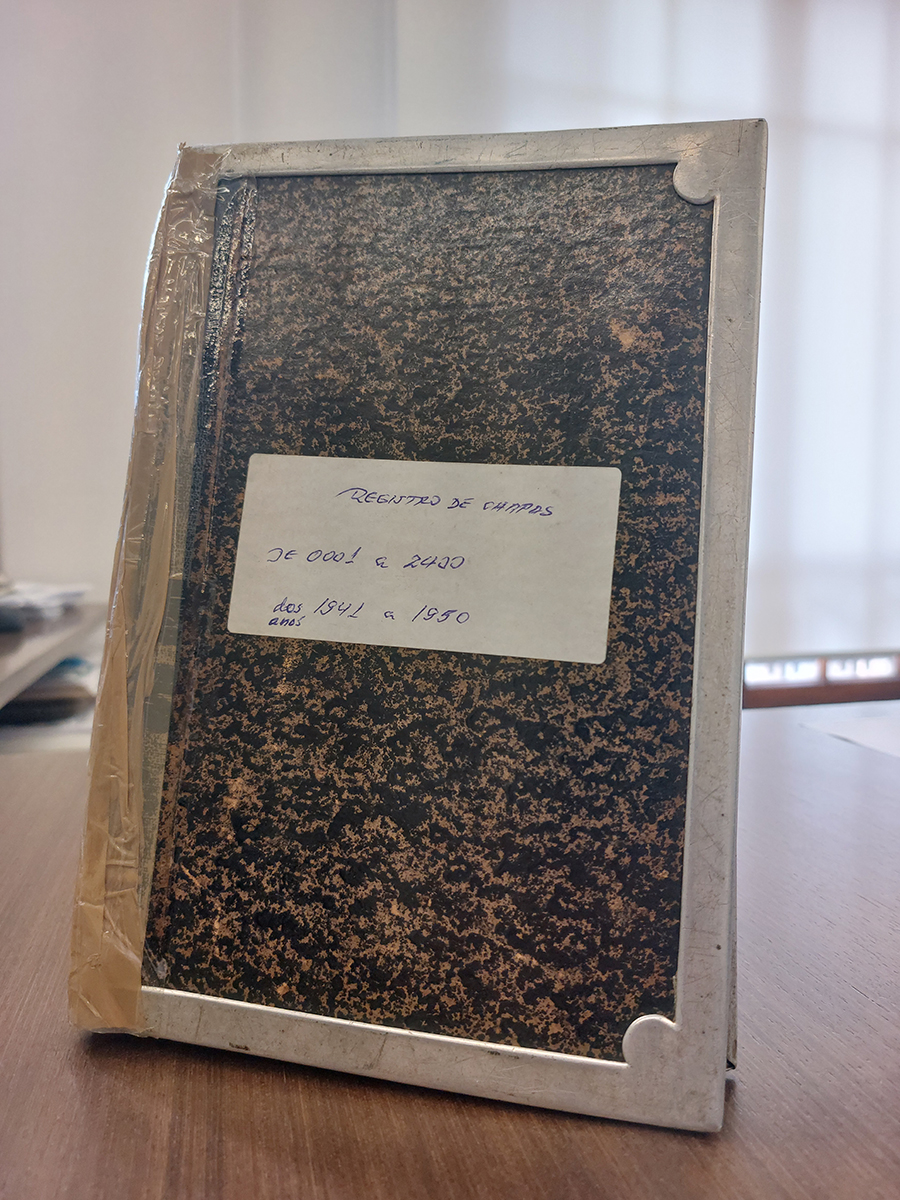 REGISTRO DE CHAPAS
DE 0001 a 2400
dos anos 1941 a 1950